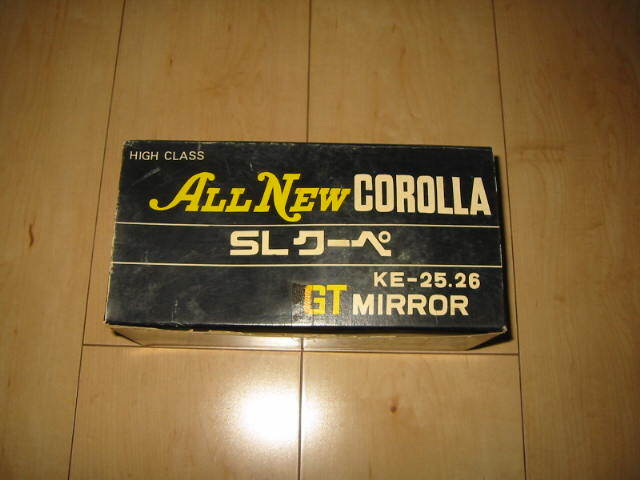 HIGH CLASS
ALL NEW COROLLA
SLクーペ
KE-25.26
GT MIRROR